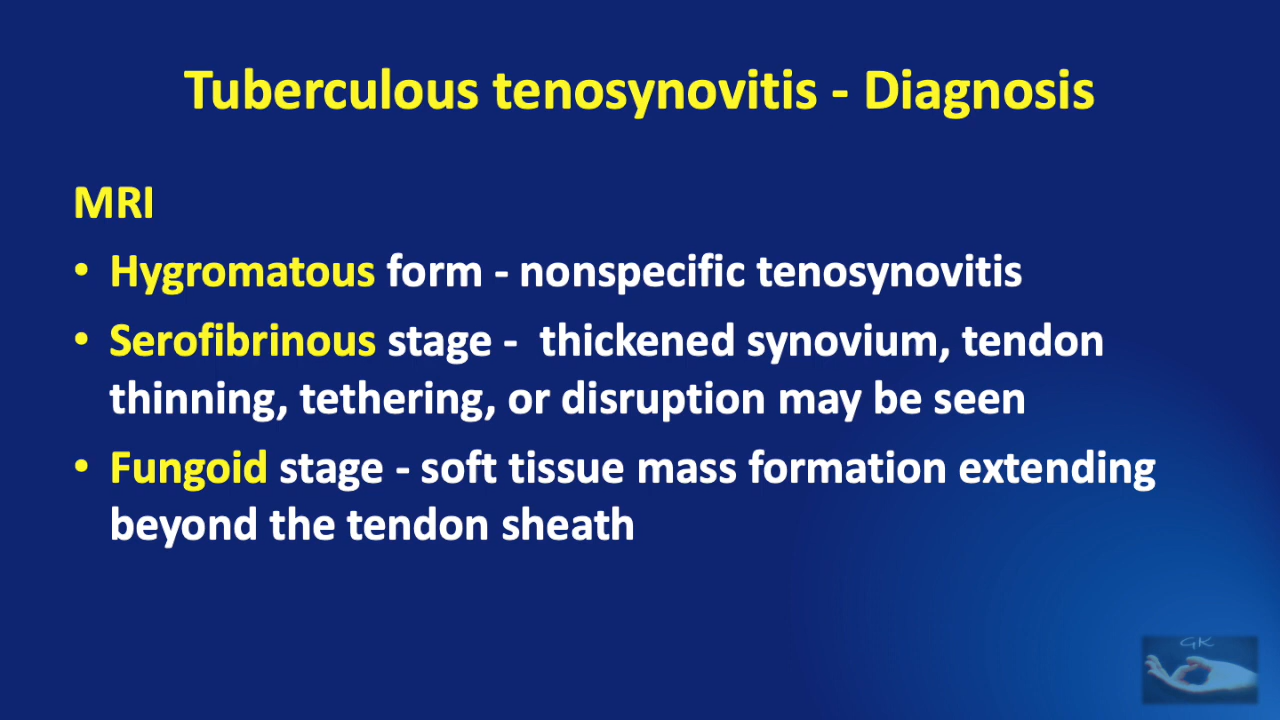 Tuberculous tenosynovitis - Diagnosis
MRI
• Hygromatous form - nonspecific tenosynovitis
• Serofibrinous stage -  thickened synovium, tendon
thinning, tethering, or disruption may be seen
• Fungoid stage - soft tissue mass formation extending
beyond the tendon sheath
GK